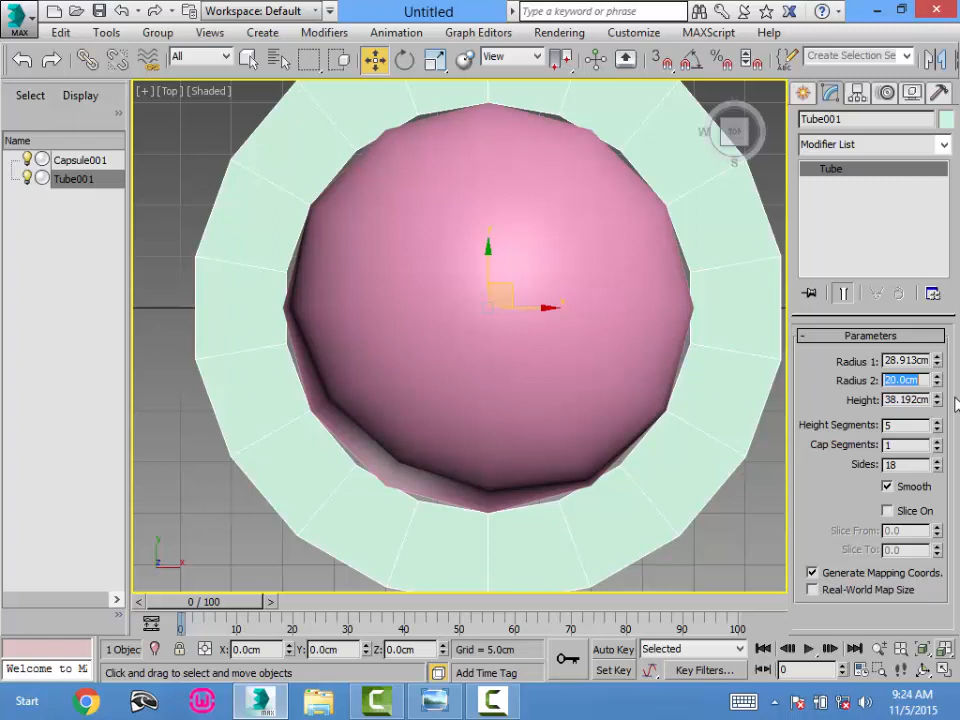 MAX
Workspace: Default
Untitled
Type a keyword or phrase
Edit Tools Group Views Create Modifiers Animation Graph Editors Rendering Customize MAXScript Help
All
View
Create Selection Se
Select Display
Name
Capsule001
Tube001
[+] [Top] [Shaded]
W TOP
S
Tube001
Modifier List
Tube
Parameters
Radius 1: 28.913cm
Radius 2: 20.0cm
Height: 38.192cm
Height Segments: 5
Cap Segments: 1
Sides: 18
Smooth
Slice On
Slice From: 0.0
Slice To: 0.0
Generate Mapping Coords.
Real-World Map Size
y
z x
0 / 100
0 10 20 30 40 50 60 70 80 90 100
1 Object X: 0.0cm Y: 0.0cm Z: 0.0cm Grid = 5.0cm
Auto Key Selected
Welcome to M
Click and drag to select and move objects
Add Time Tag
Set Key Key Filters... 0
Start
MAX
9:24 AM
11/5/2015